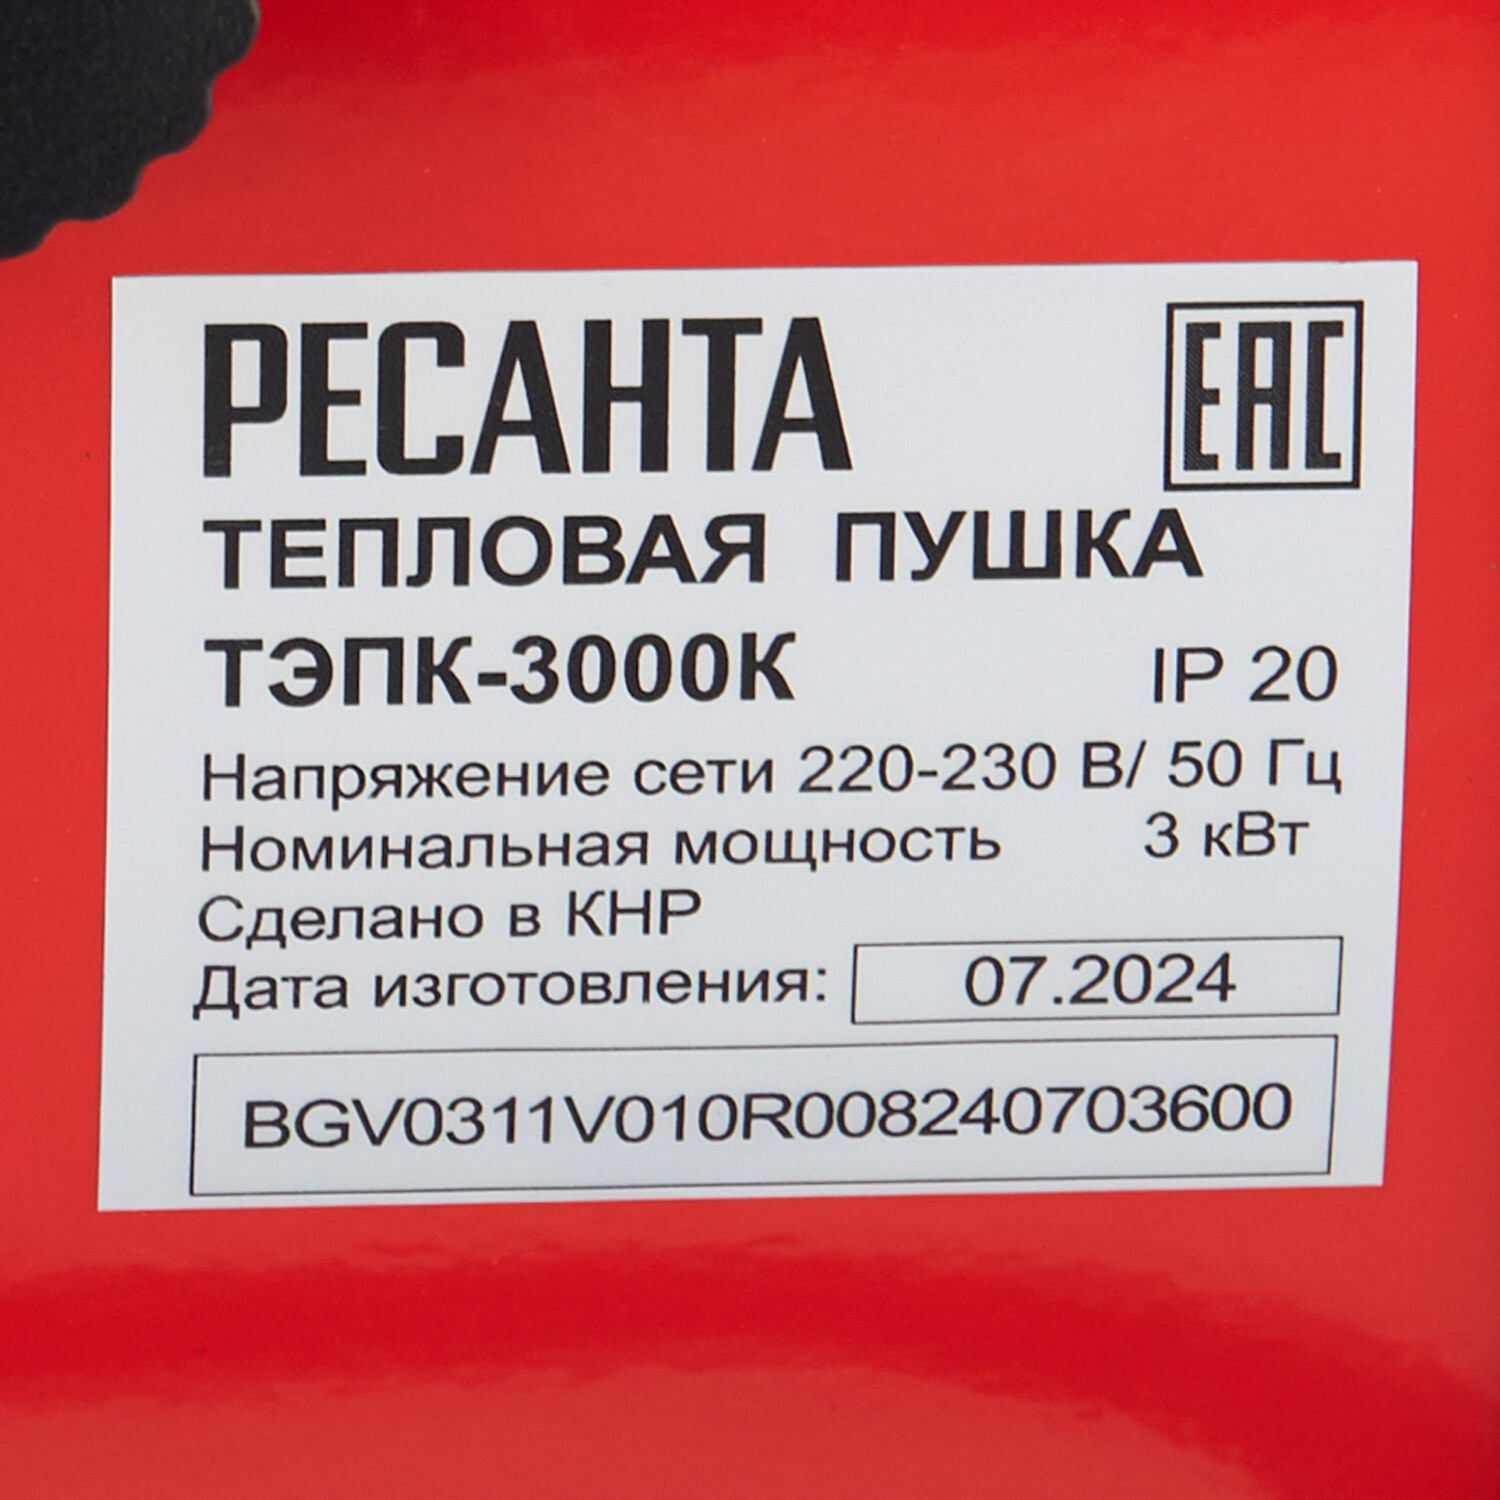 РЕСАНТА
EAC
ТЕПЛОВАЯ ПУШКА
ТЭПК-3000К IP 20
Напряжение сети 220-230 В/ 50 Гц
Номинальная мощность 3 кВт
Сделано в КНР
Дата изготовления: 07.2024
BGV0311V010R008240703600